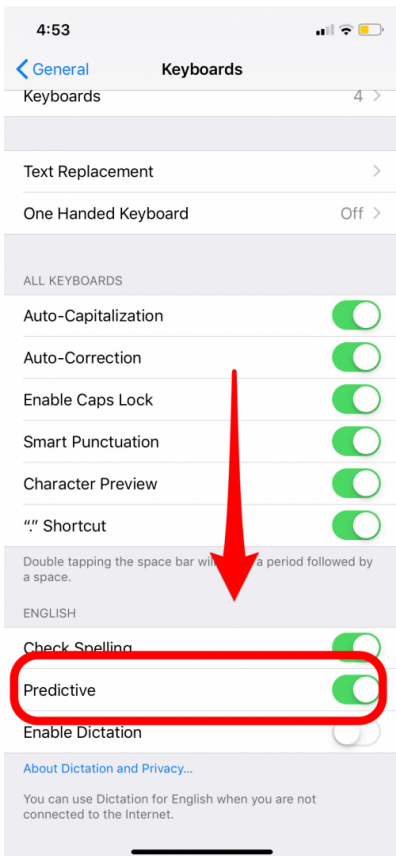 4:53
General
Keyboards
Keyboards 4
Text Replacement
One Handed Keyboard Off
ALL KEYBOARDS
Auto-Capitalization
Auto-Correction
Enable Caps Lock
Smart Punctuation
Character Preview
“.” Shortcut
Double tapping the space bar a period followed by
a space.
ENGLISH
Check Spelling
Predictive
Enable Dictation
About Dictation and Privacy...
You can use Dictation for English when you are not
connected to the Internet.